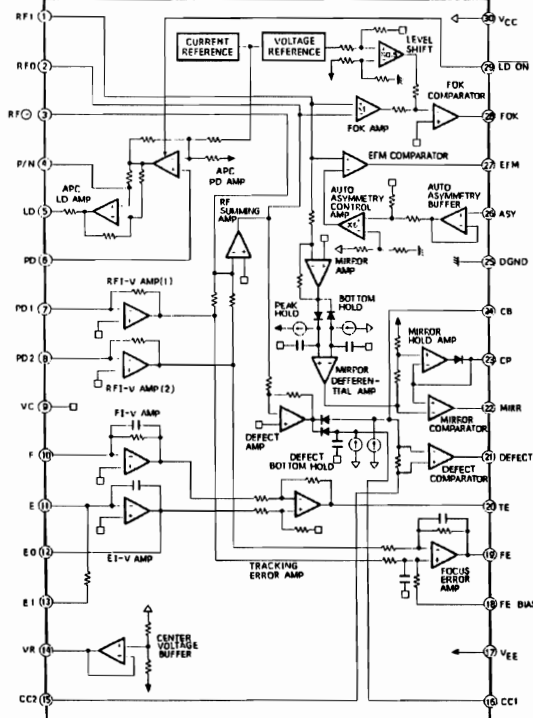 RFI ①
RFO ②
RF⊖ ③
P/N ④
LD ⑤
PD ⑥
PD1 ⑦
PD2 ⑧
VC ⑨
F ⑩
E ⑪
EO ⑫
EI ⑬
VR ⑭
CC2 ⑮
CURRENT
REFERENCE
VOLTAGE
REFERENCE
LEVEL
SHIFT
FOK AMP
FOK
COMPARATOR
EFM COMPARATOR
APC
PD AMP
APC
LD AMP
RF
SUMMING
AMP
AUTO
ASYMMETRY
CONTROL
AMP
X6
AUTO
ASYMMETRY
BUFFER
RFI-V AMP(1)
RFI-V AMP(2)
MIRROR
AMP
PEAK
HOLD
BOTTOM
HOLD
MIRROR
HOLD AMP
MIRROR
DEFFEREN-
TIAL AMP
MIROR
COMPARATOR
FI-V AMP
DEFECT
AMP
DEFECT
BOTTOM HOLD
DEFECT
COMPARATOR
EI-V AMP
TRACKING
ERROR AMP
FOCUS
ERROR
AMP
CENTER
VOLTAGE
BUFFER
㉚ VCC
㉙ LD ON
㉘ FOK
㉗ EFM
㉖ ASY
㉕ DGND
㉔ CB
㉓ CP
㉒ MIRR
㉑ DEFECT
⑳ TE
⑲ FE
⑱ FE BIAS
⑰ VEE
⑯ CC1